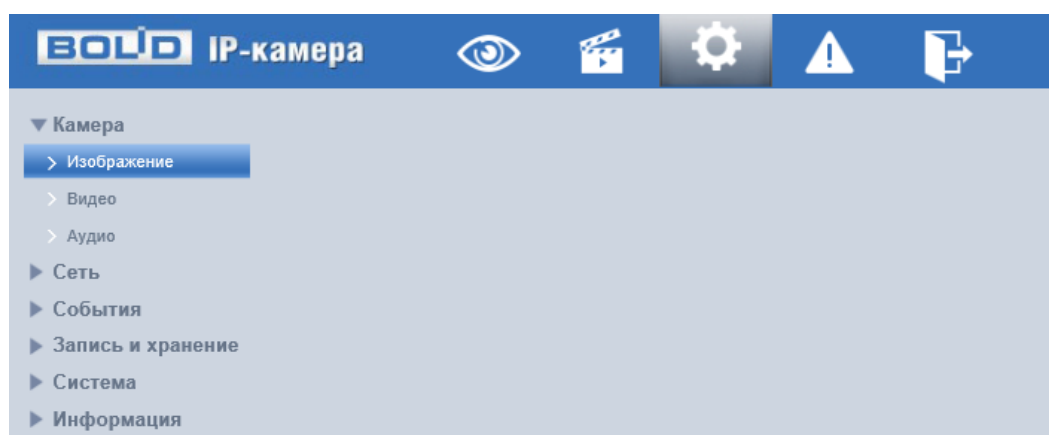 BOLID IP-камера
Камера
Изображение
Видео
Аудио
Сеть
События
Запись и хранение
Система
Информация